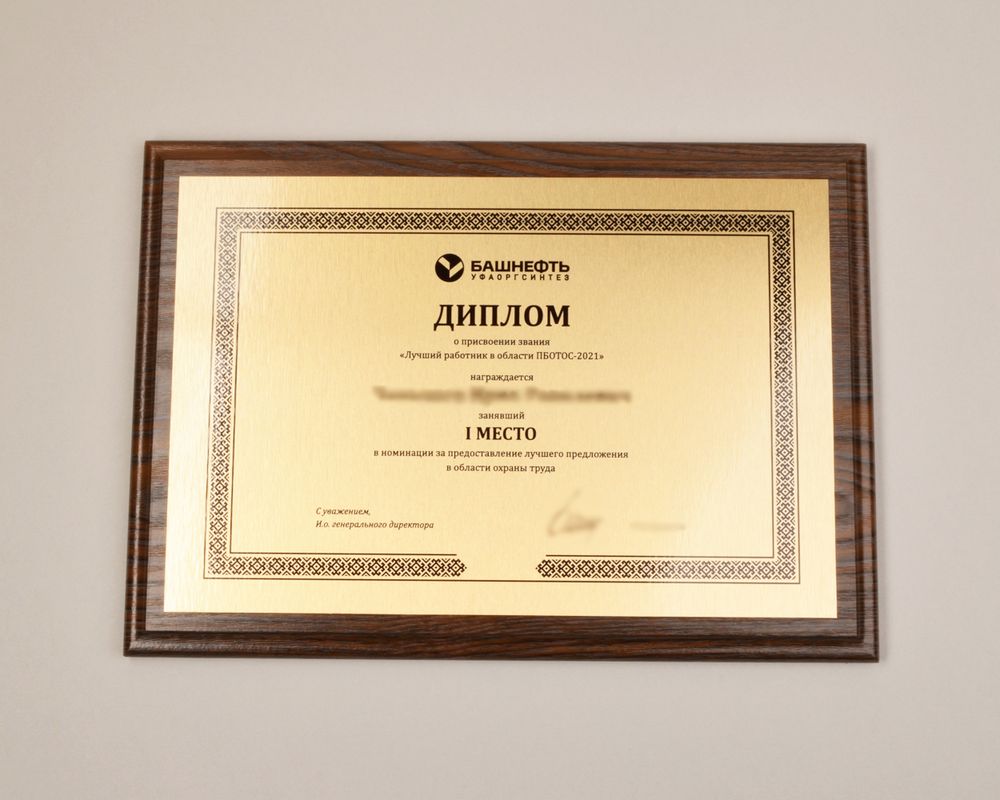 БАШНЕФТЬ
УФАОРГСИНТЕЗ
ДИПЛОМ
о присвоении звания
«Лучший работник в области ПБОТОС-2021»
награждается
занявший
I МЕСТО
в номинации за предоставление лучшего предложения
в области охраны труда
С уважением,
И.о. генерального директора